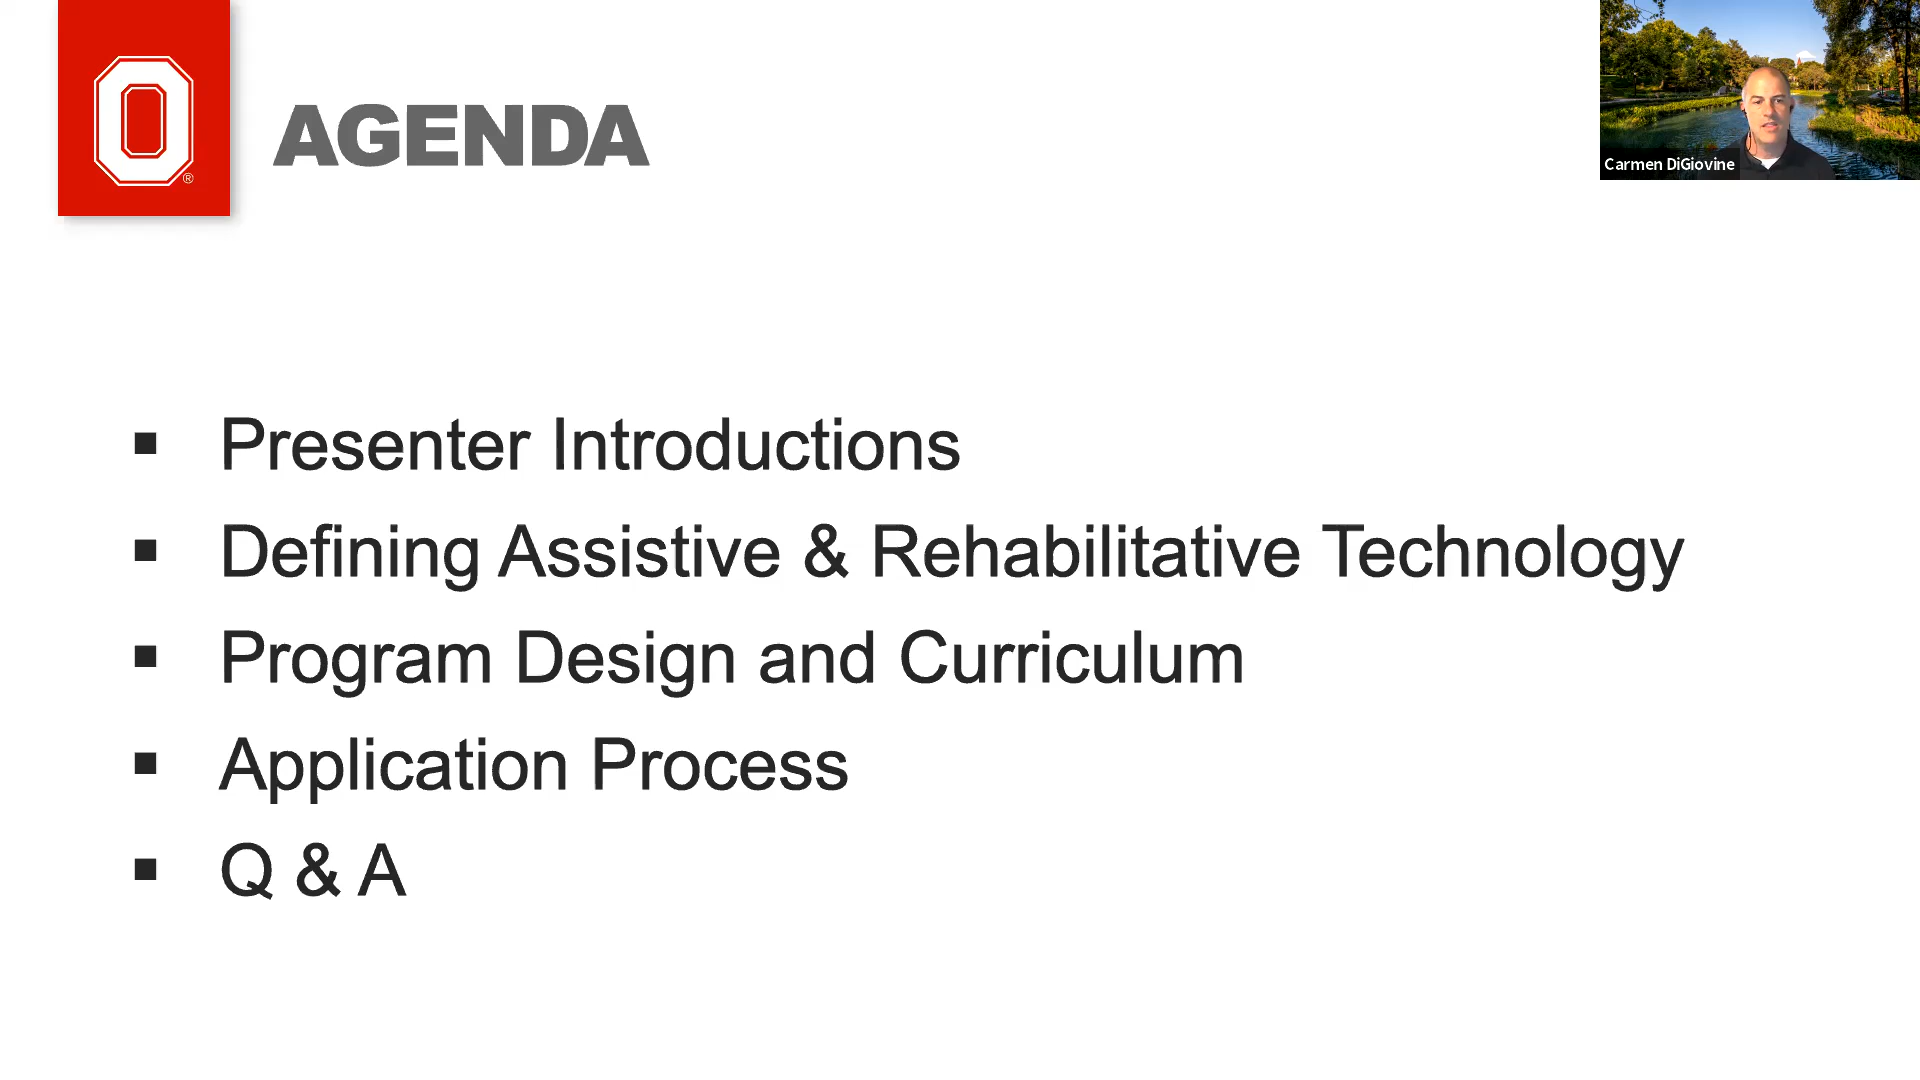 O
®
AGENDA
Carmen DiGiovine
▪ Presenter Introductions
▪ Defining Assistive & Rehabilitative Technology
▪ Program Design and Curriculum
▪ Application Process
▪ Q & A